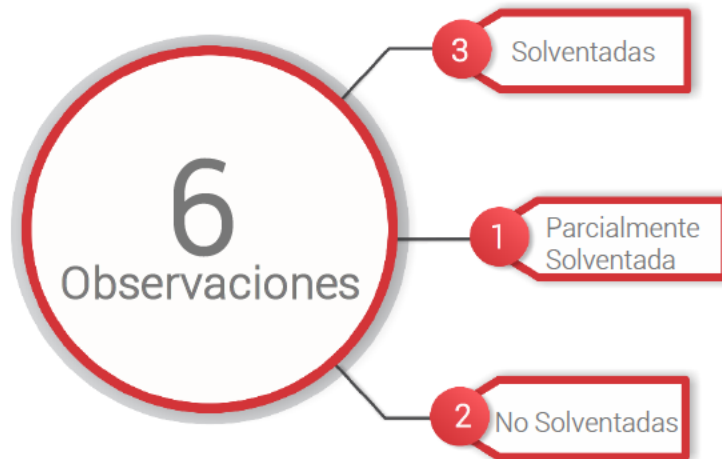 6
Observaciones
3
Solventadas
1
Parcialmente
Solventada
2
No Solventadas